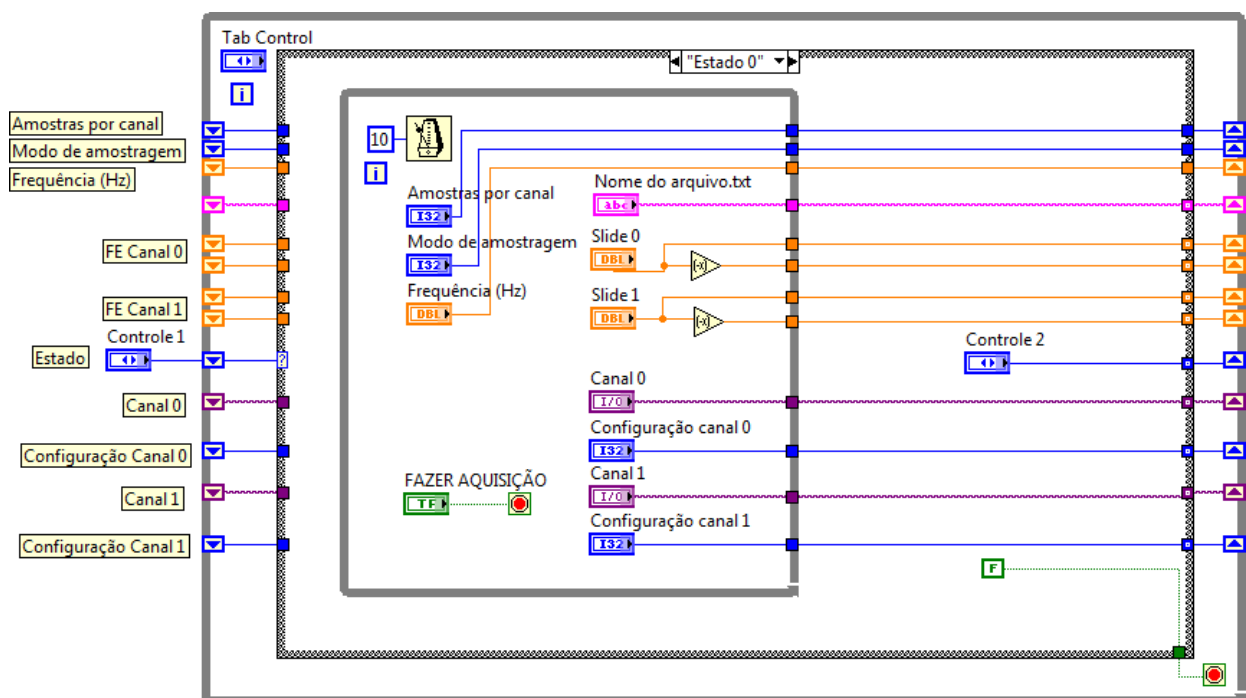 Tab Control
"Estado 0"
i
Amostras por canal
Modo de amostragem
Frequência (Hz)
10
i
Amostras por canal
I32
Modo de amostragem
I32
Frequência (Hz)
DBL
Nome do arquivo.txt
abc
Slide 0
DBL
(-x)
Slide 1
DBL
(-x)
FE Canal 0
FE Canal 1
Controle 1
Estado
?
Controle 2
Canal 0
Canal 0
I/O
Configuração canal 0
I32
Configuração Canal 0
Canal 1
I/O
Canal 1
FAZER AQUISIÇÃO
TF
Configuração canal 1
I32
Configuração Canal 1
F